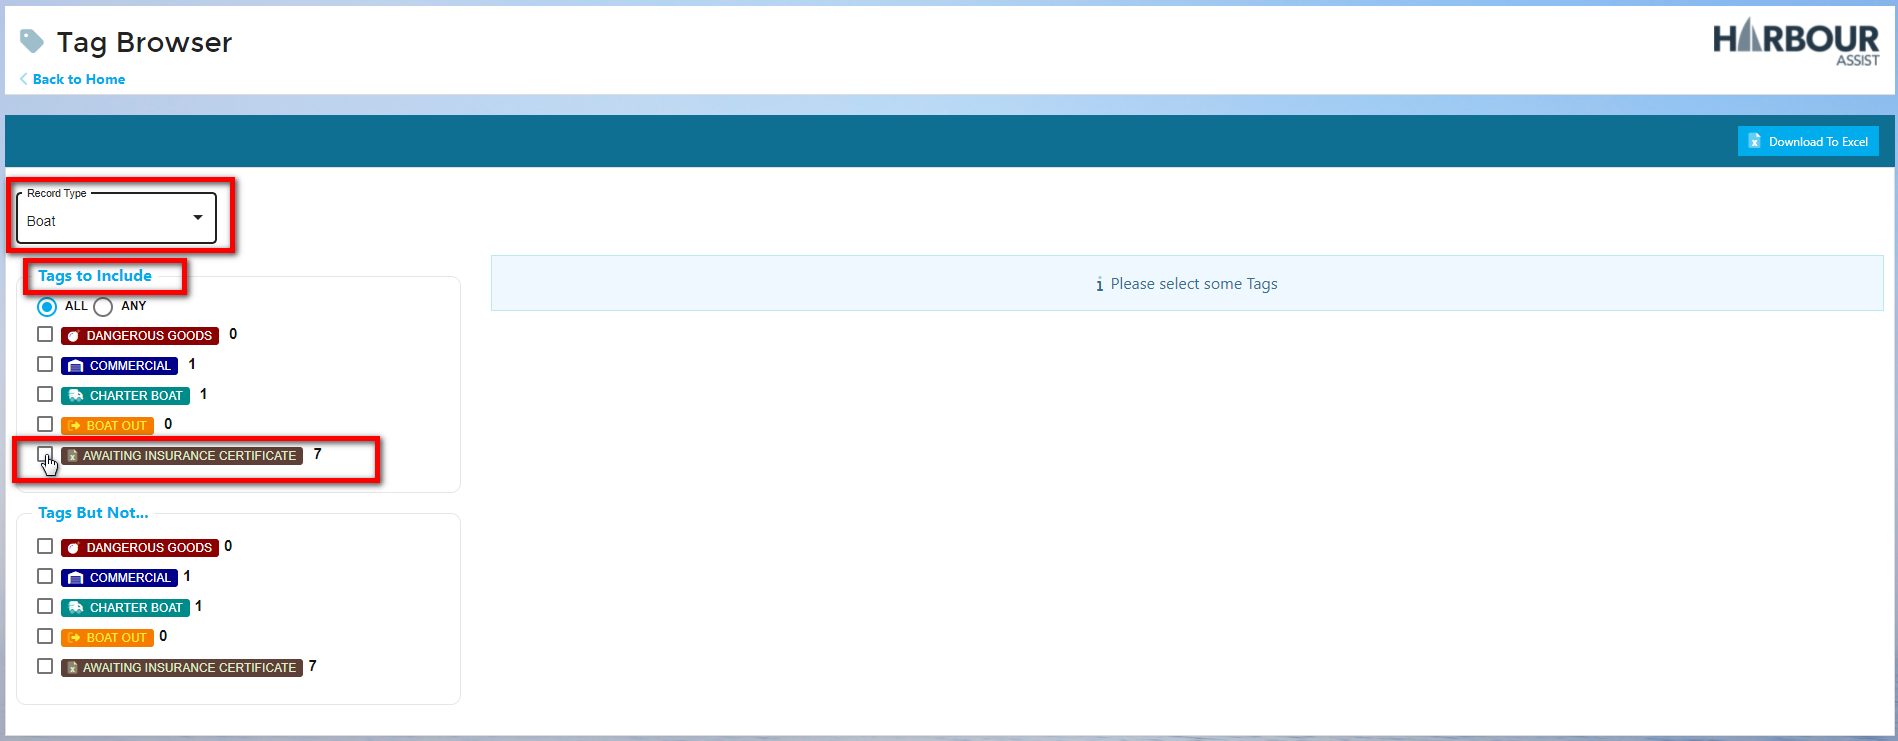 Tag Browser
HARBOUR
ASSIST
Back to Home
Download To Excel
Record Type
Boat
Tags to Include
ALL ANY
DANGEROUS GOODS 0
COMMERCIAL 1
CHARTER BOAT 1
BOAT OUT 0
AWAITING INSURANCE CERTIFICATE 7
Please select some Tags
Tags But Not...
DANGEROUS GOODS 0
COMMERCIAL 1
CHARTER BOAT 1
BOAT OUT 0
AWAITING INSURANCE CERTIFICATE 7